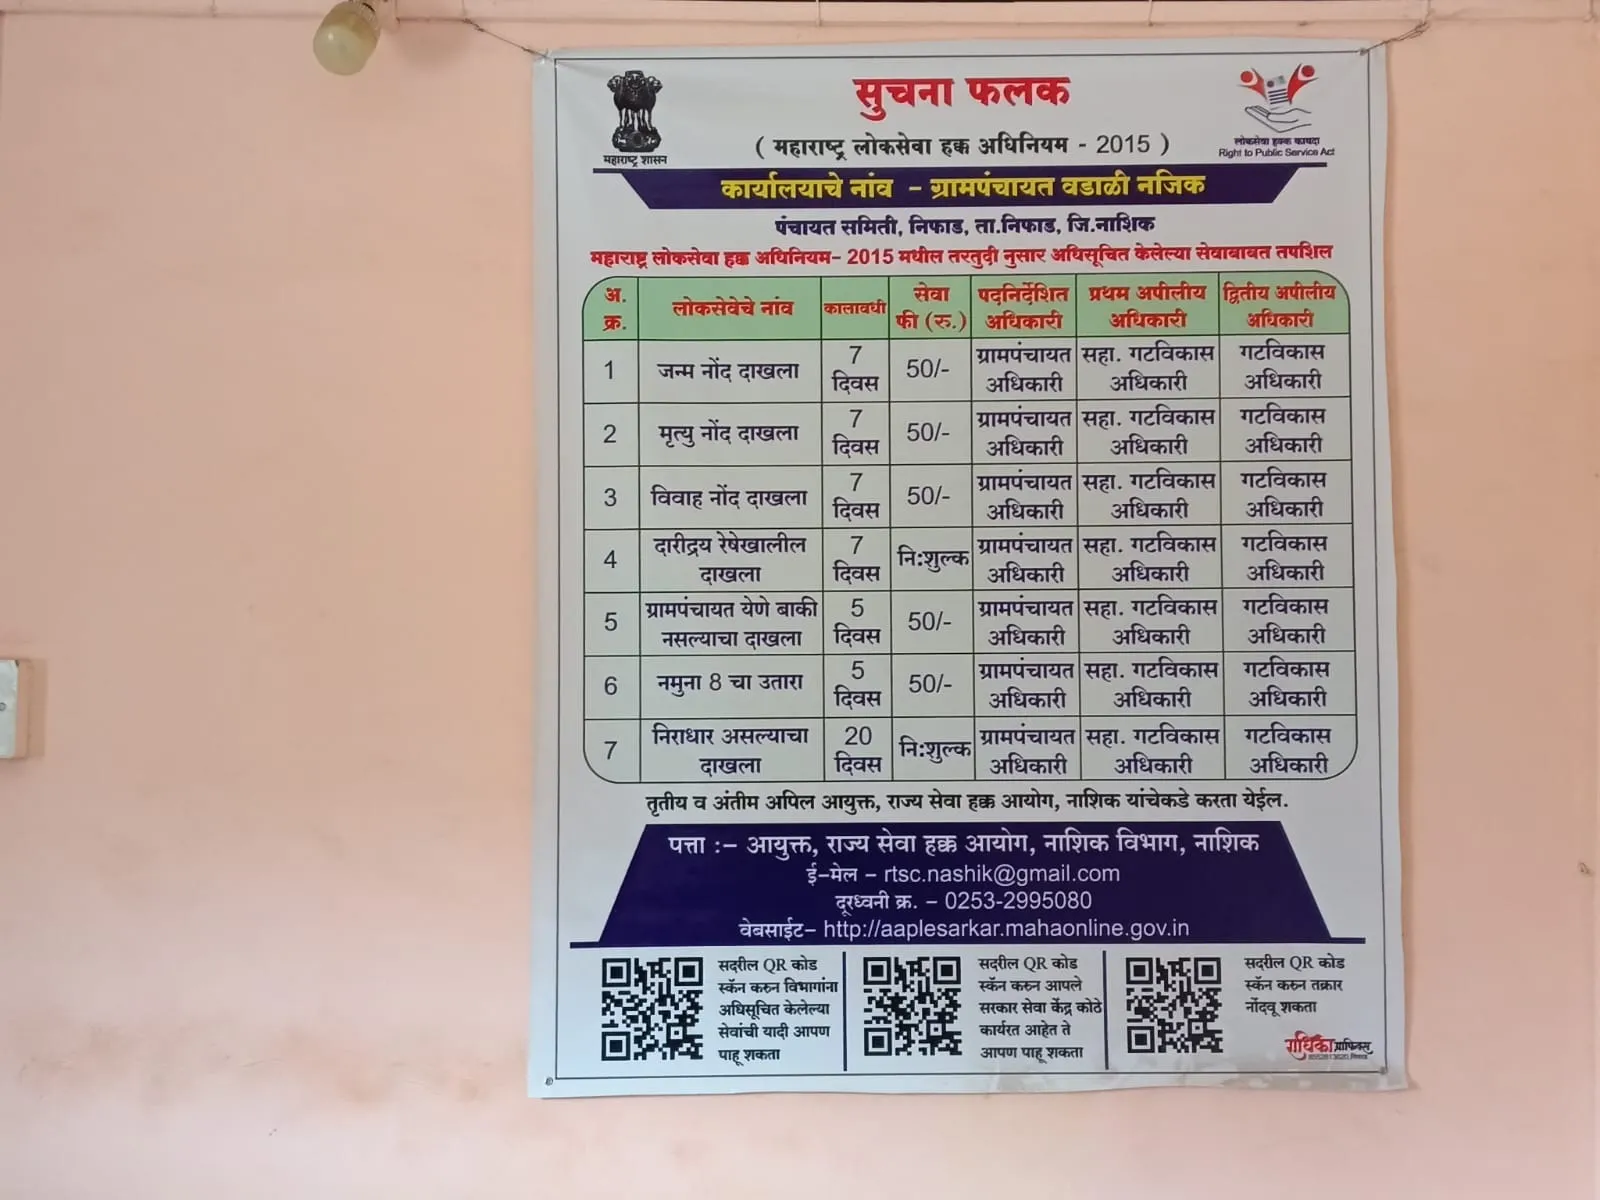 सुचना फलक
महाराष्ट्र शासन
लोकसेवा हक्क कायदा
Right to Public Service Act
( महाराष्ट्र लोकसेवा हक्क अधिनियम - 2015 )
कार्यालयाचे नांव - ग्रामपंचायत वडाळी नजिक
पंचायत समिती, निफाड, ता.निफाड, जि.नाशिक
महाराष्ट्र लोकसेवा हक्क अधिनियम- 2015 मधील तरतुदी नुसार अधिसूचित केलेल्या सेवाबाबत तपशिल
अ. क्र. लोकसेवेचे नांव कालावधी सेवा फी (रु.) पदनिर्देशित अधिकारी प्रथम अपीलीय अधिकारी द्वितीय अपीलीय अधिकारी
1 जन्म नोंद दाखला 7 दिवस 50/- ग्रामपंचायत अधिकारी सहा. गटविकास अधिकारी गटविकास अधिकारी
2 मृत्यु नोंद दाखला 7 दिवस 50/- ग्रामपंचायत अधिकारी सहा. गटविकास अधिकारी गटविकास अधिकारी
3 विवाह नोंद दाखला 7 दिवस 50/- ग्रामपंचायत अधिकारी सहा. गटविकास अधिकारी गटविकास अधिकारी
4 दारीद्रय रेषेखालील दाखला 7 दिवस नि:शुल्क ग्रामपंचायत अधिकारी सहा. गटविकास अधिकारी गटविकास अधिकारी
5 ग्रामपंचायत येणे बाकी नसल्याचा दाखला 5 दिवस 50/- ग्रामपंचायत अधिकारी सहा. गटविकास अधिकारी गटविकास अधिकारी
6 नमुना 8 चा उतारा 5 दिवस 50/- ग्रामपंचायत अधिकारी सहा. गटविकास अधिकारी गटविकास अधिकारी
7 निराधार असल्याचा दाखला 20 दिवस नि:शुल्क ग्रामपंचायत अधिकारी सहा. गटविकास अधिकारी गटविकास अधिकारी
तृतीय व अंतीम अपिल आयुक्त, राज्य सेवा हक्क आयोग, नाशिक यांचेकडे करता येईल.
पत्ता :- आयुक्त, राज्य सेवा हक्क आयोग, नाशिक विभाग, नाशिक
ई-मेल - rtsc.nashik@gmail.com
दूरध्वनी क्र. - 0253-2995080
वेबसाईट- http://aaplesarkar.mahaonline.gov.in
सदरील QR कोड
स्कॅन करुन विभागांना
अधिसूचित केलेल्या
सेवांची यादी आपण
पाहू शकता
सदरील QR कोड
स्कॅन करुन आपले
सरकार सेवा केंद्र कोठे
कार्यरत आहेत ते
आपण पाहू शकता
सदरील QR कोड
स्कॅन करुन तक्रार
नोंदवू शकता
राधिका ग्राफिक्स